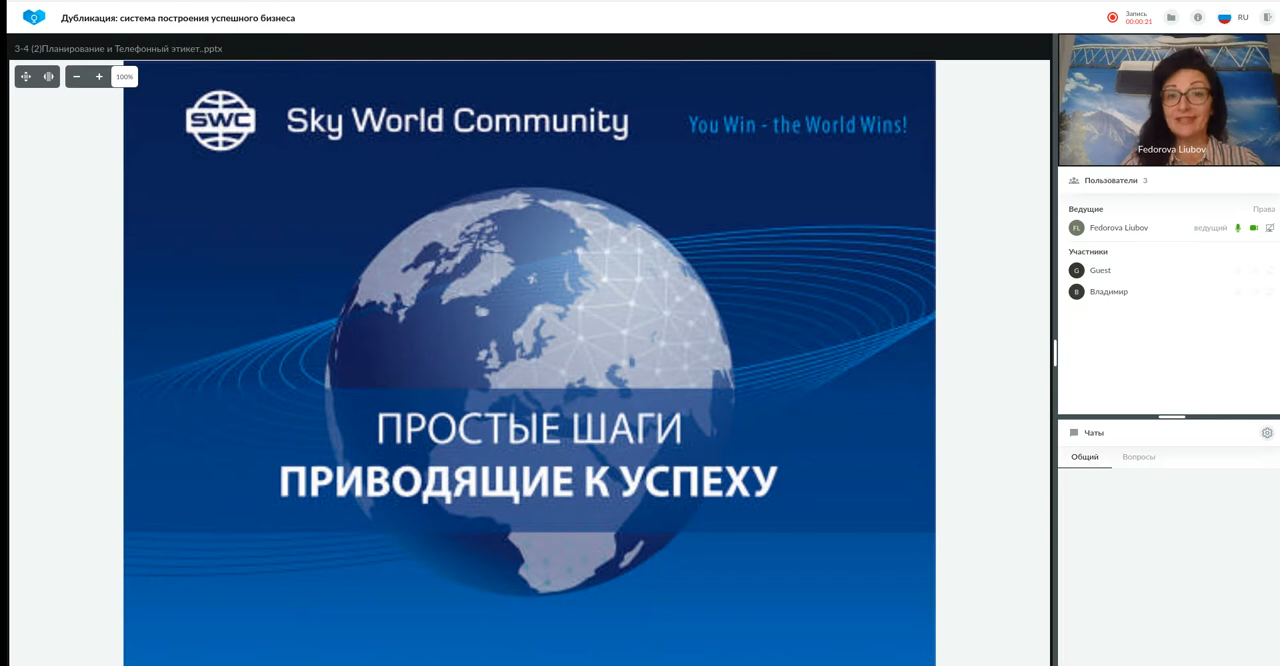 Дубликация: система построения успешного бизнеса
Запись
00:00:21
RU
3-4 (2)Планирование и Телефонный этикет..pptx
100%
SWC
Sky World Community
You Win - the World Wins!
ПРОСТЫЕ ШАГИ
ПРИВОДЯЩИЕ К УСПЕХУ
Fedorova Liubov
Пользователи 3
Ведущие Права
FL Fedorova Liubov ведущий
Участники
G Guest
В Владимир
Чаты
Общий Вопросы